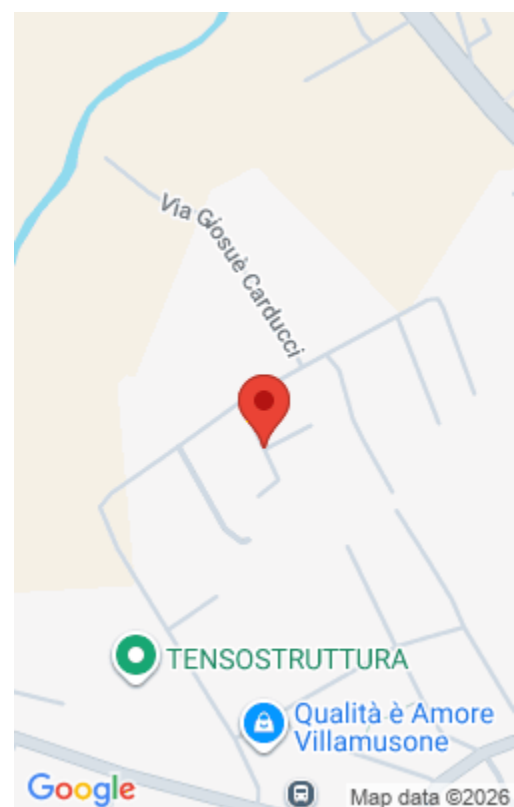 Via Giosuè Carducci
TENSOSTRUTTURA
Qualità è Amore
Villamusone
Google
Map data ©2026